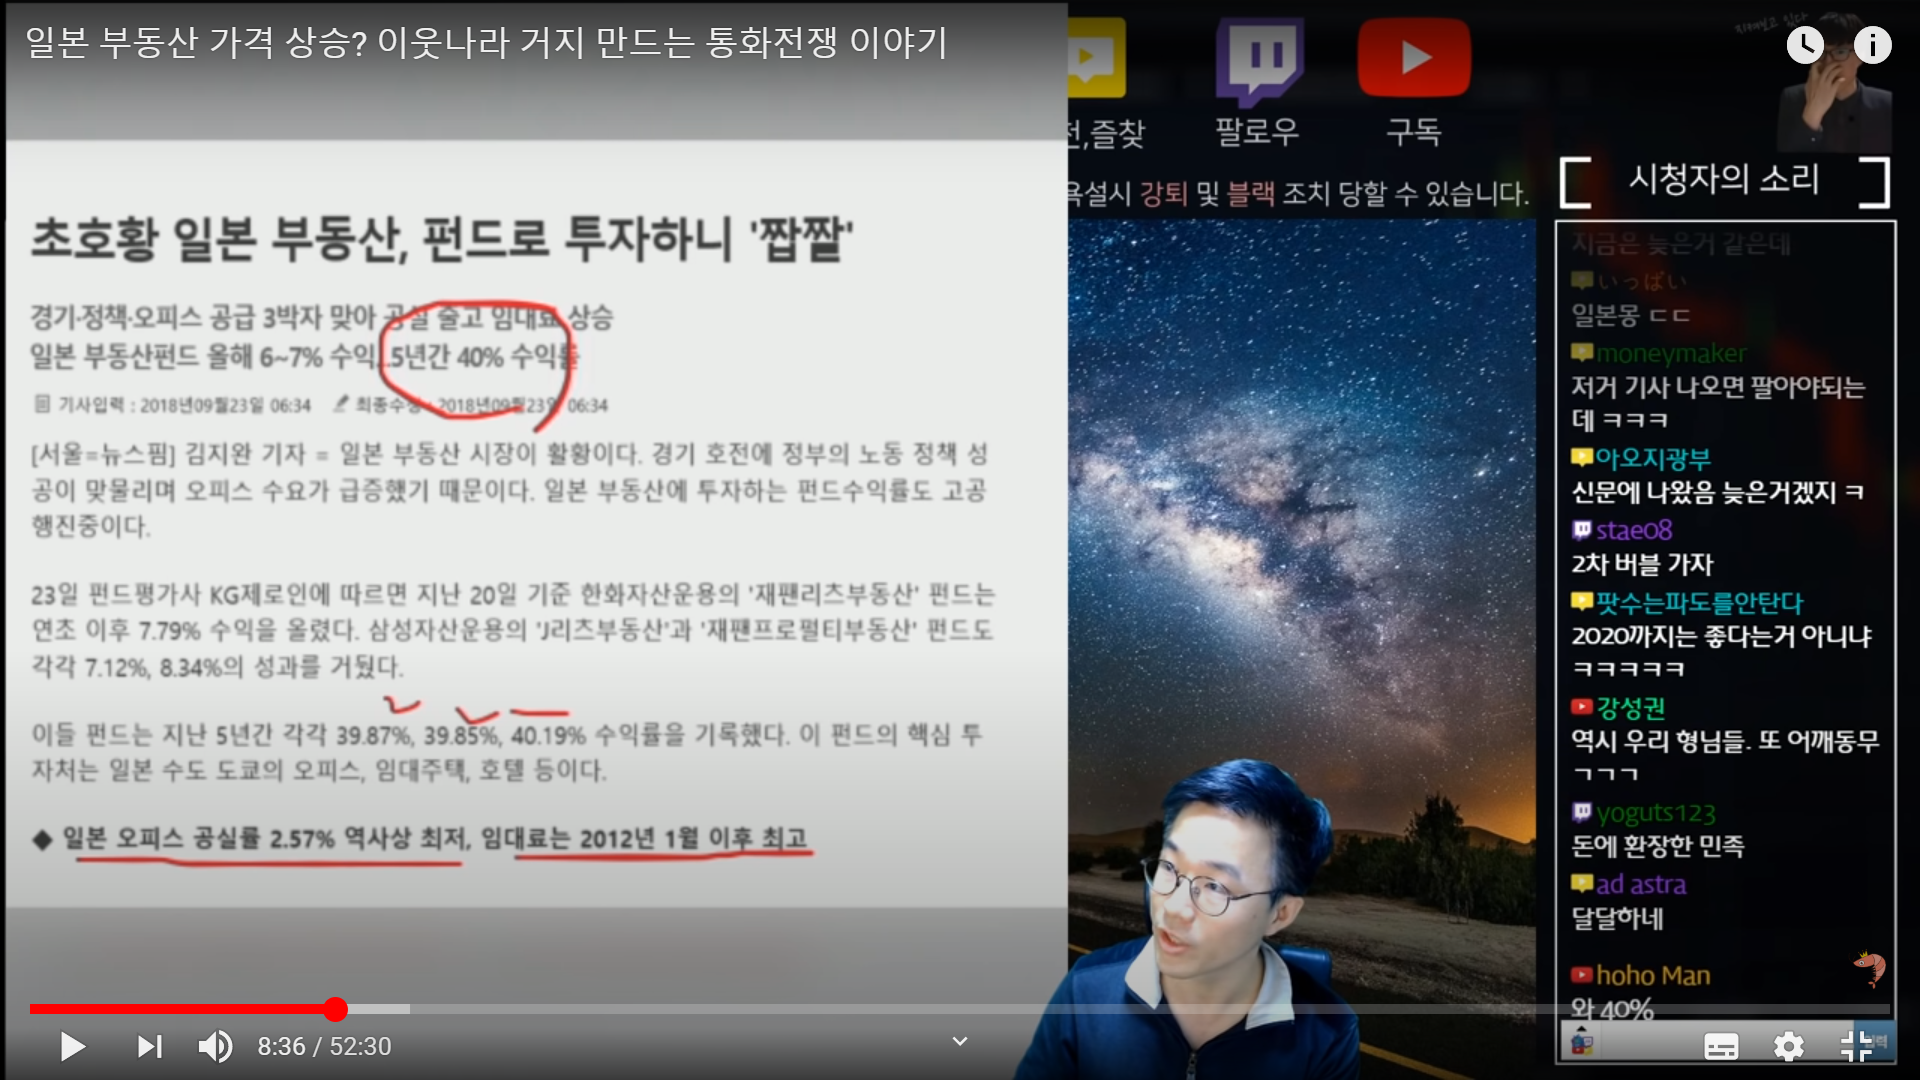 일본 부동산 가격 상승? 이웃나라 거지 만드는 통화전쟁 이야기
초호황 일본 부동산, 펀드로 투자하니 '짭짤'
경기·정책·오피스 공급 3박자 맞아 공실 줄고 임대료 상승
일본 부동산펀드 올해 6~7% 수익...5년간 40% 수익률
기사입력 : 2018년09월23일 06:34 최종수정 : 2018년09월23일 06:34
[서울=뉴스핌] 김지완 기자 = 일본 부동산 시장이 활황이다. 경기 호전에 정부의 노동 정책 성
공이 맞물리며 오피스 수요가 급증했기 때문이다. 일본 부동산에 투자하는 펀드수익률도 고공
행진중이다.
23일 펀드평가사 KG제로인에 따르면 지난 20일 기준 한화자산운용의 '재팬리츠부동산' 펀드는
연초 이후 7.79% 수익을 올렸다. 삼성자산운용의 'J리츠부동산'과 '재팬프로펄티부동산' 펀드도
각각 7.12%, 8.34%의 성과를 거뒀다.
이들 펀드는 지난 5년간 각각 39.87%, 39.85%, 40.19% 수익률을 기록했다. 이 펀드의 핵심 투
자처는 일본 수도 도쿄의 오피스, 임대주택, 호텔 등이다.
◆ 일본 오피스 공실률 2.57% 역사상 최저, 임대료는 2012년 1월 이후 최고
천,즐찾
팔로우
구독
욕설시 강퇴 및 블랙 조치 당할 수 있습니다.
시청자의 소리
지금은 늦은거 같은데
いっぱい
일본몽 ㄷㄷ
moneymaker
저거 기사 나오면 팔아야되는
데 ㅋㅋㅋ
아오지광부
신문에 나왔음 늦은거겠지 ㅋ
stae08
2차 버블 가자
팟수는파도를안탄다
2020까지는 좋다는거 아니냐
ㅋㅋㅋㅋㅋ
강성권
역시 우리 형님들. 또 어깨동무
ㄱㄱㄱ
yoguts123
돈에 환장한 민족
ad astra
달달하네
hoho Man
와 40%
8:36 / 52:30